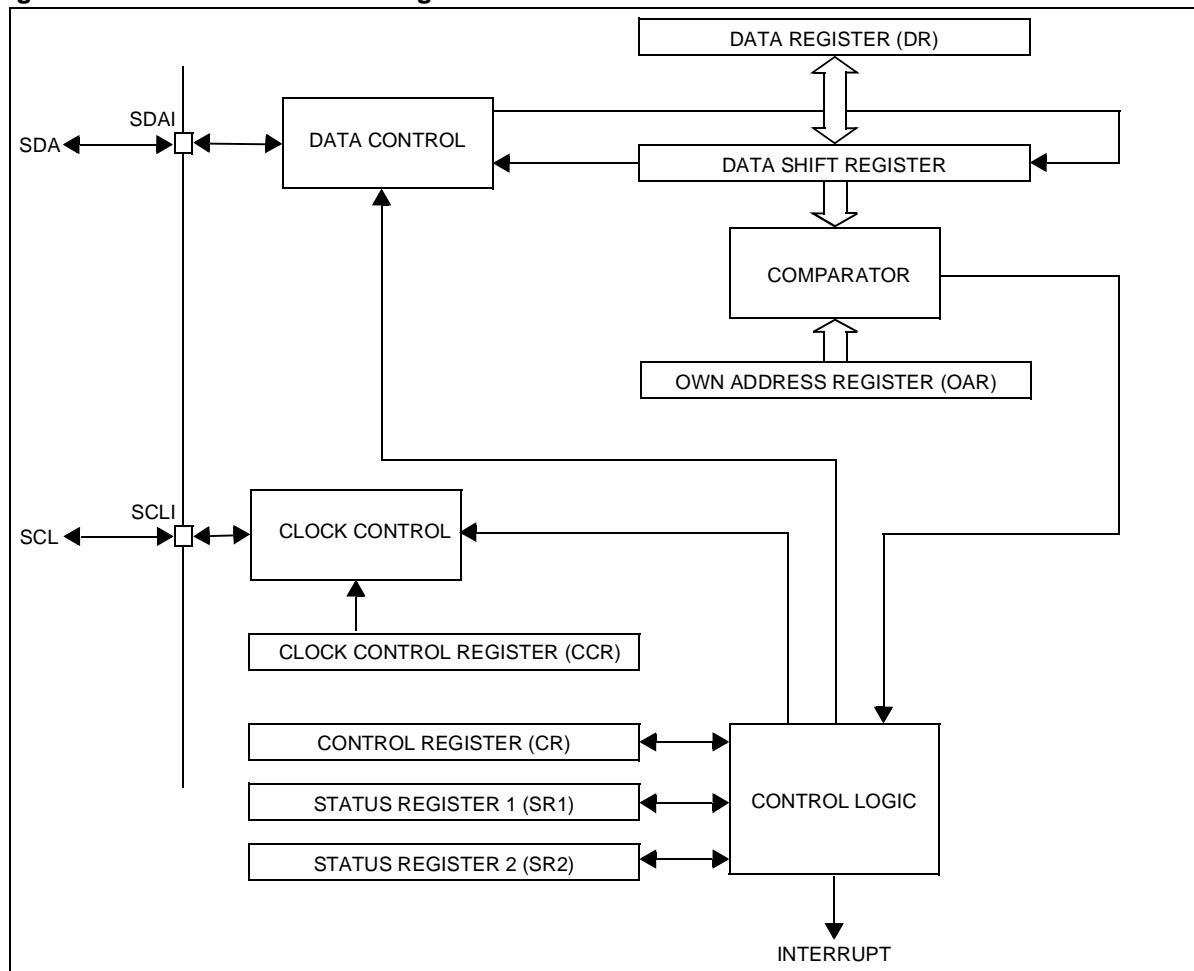 DATA REGISTER (DR)
SDAI
SDA
DATA CONTROL
DATA SHIFT REGISTER
COMPARATOR
OWN ADDRESS REGISTER (OAR)
SCLI
SCL
CLOCK CONTROL
CLOCK CONTROL REGISTER (CCR)
CONTROL REGISTER (CR)
STATUS REGISTER 1 (SR1)
CONTROL LOGIC
STATUS REGISTER 2 (SR2)
INTERRUPT